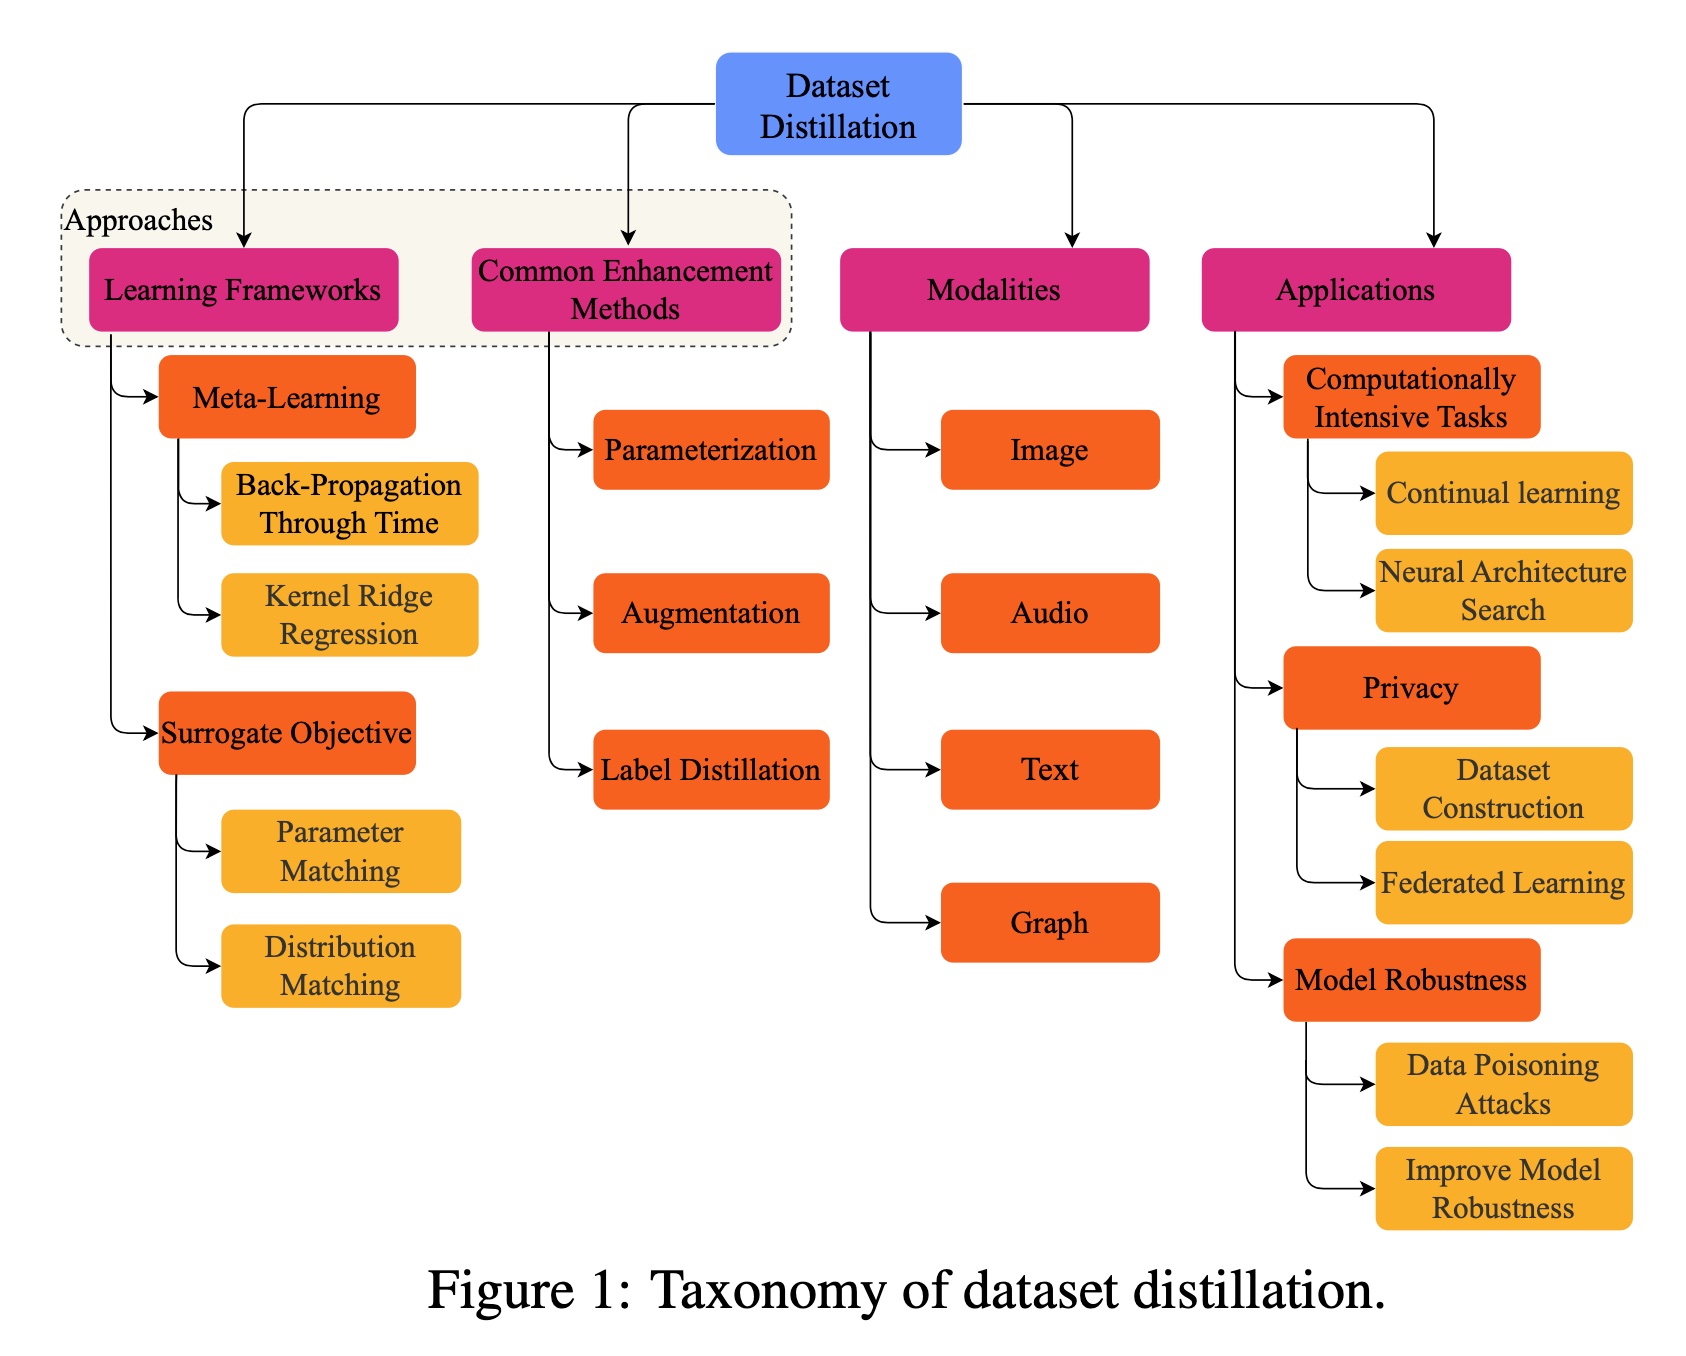 Dataset
Distillation
Approaches
Learning Frameworks
Common Enhancement
Methods
Modalities
Applications
Meta-Learning
Back-Propagation
Through Time
Kernel Ridge
Regression
Surrogate Objective
Parameter
Matching
Distribution
Matching
Parameterization
Augmentation
Label Distillation
Image
Audio
Text
Graph
Computationally
Intensive Tasks
Continual learning
Neural Architecture
Search
Privacy
Dataset
Construction
Federated Learning
Model Robustness
Data Poisoning
Attacks
Improve Model
Robustness
Figure 1: Taxonomy of dataset distillation.